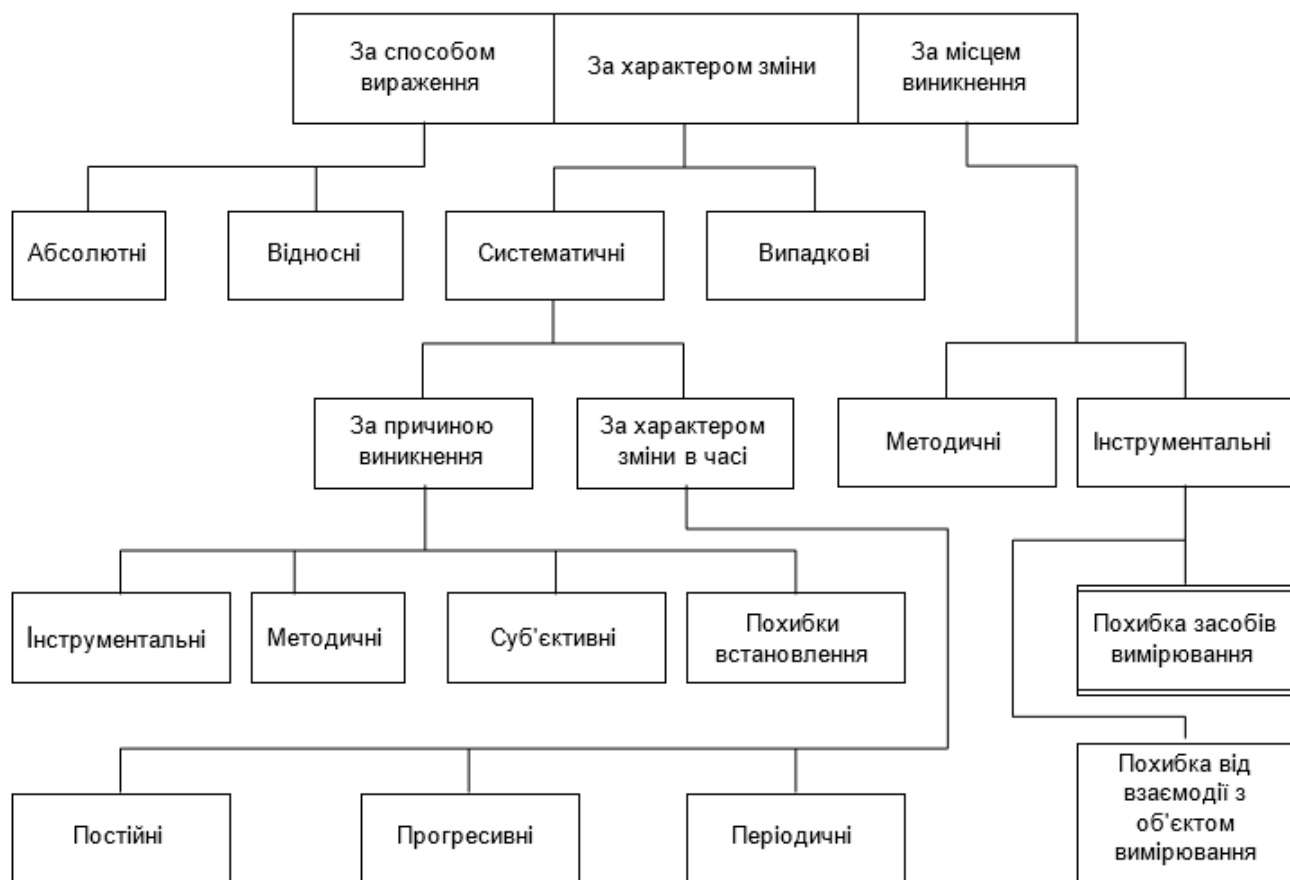 За способом
вираження
За характером зміни
За місцем
виникнення
Абсолютні
Відносні
Систематичні
Випадкові
За причиною
виникнення
За характером
зміни в часі
Методичні
Інструментальні
Інструментальні
Методичні
Суб'єктивні
Похибки
встановлення
Похибка засобів
вимірювання
Постійні
Прогресивні
Періодичні
Похибка від
взаємодії з
об'єктом
вимірювання